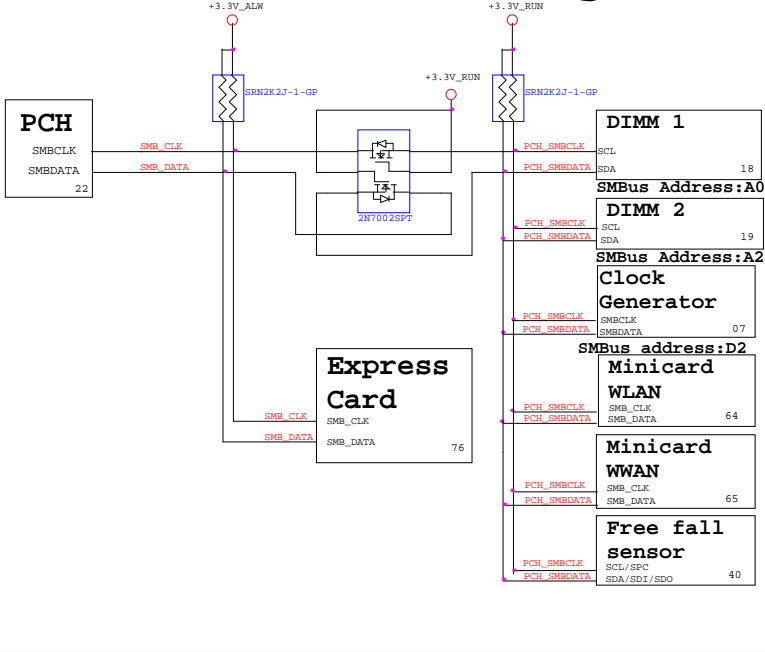 +3.3V_ALW
+3.3V_RUN
+3.3V_RUN
SRN2K2J-1-GP
SRN2K2J-1-GP
PCH
SMBCLK
SMBDATA
22
SMB_CLK
SMB_DATA
2N7002SPT
PCH_SMBCLK
PCH_SMBDATA
DIMM 1
SCL
SDA
18
SMBus Address:A0
PCH_SMBCLK
PCH_SMBDATA
DIMM 2
SCL
SDA
19
SMBus Address:A2
Clock
Generator
PCH_SMBCLK
PCH_SMBDATA
SMBCLK
SMBDATA
07
SMBus address:D2
Express
Card
SMB_CLK
SMB_DATA
SMB_CLK
SMB_DATA
76
Minicard
WLAN
PCH_SMBCLK
PCH_SMBDATA
SMB_CLK
SMB_DATA
64
Minicard
WWAN
PCH_SMBCLK
PCH_SMBDATA
SMB_CLK
SMB_DATA
65
Free fall
sensor
PCH_SMBCLK
PCH_SMBDATA
SCL/SPC
SDA/SDI/SDO
40